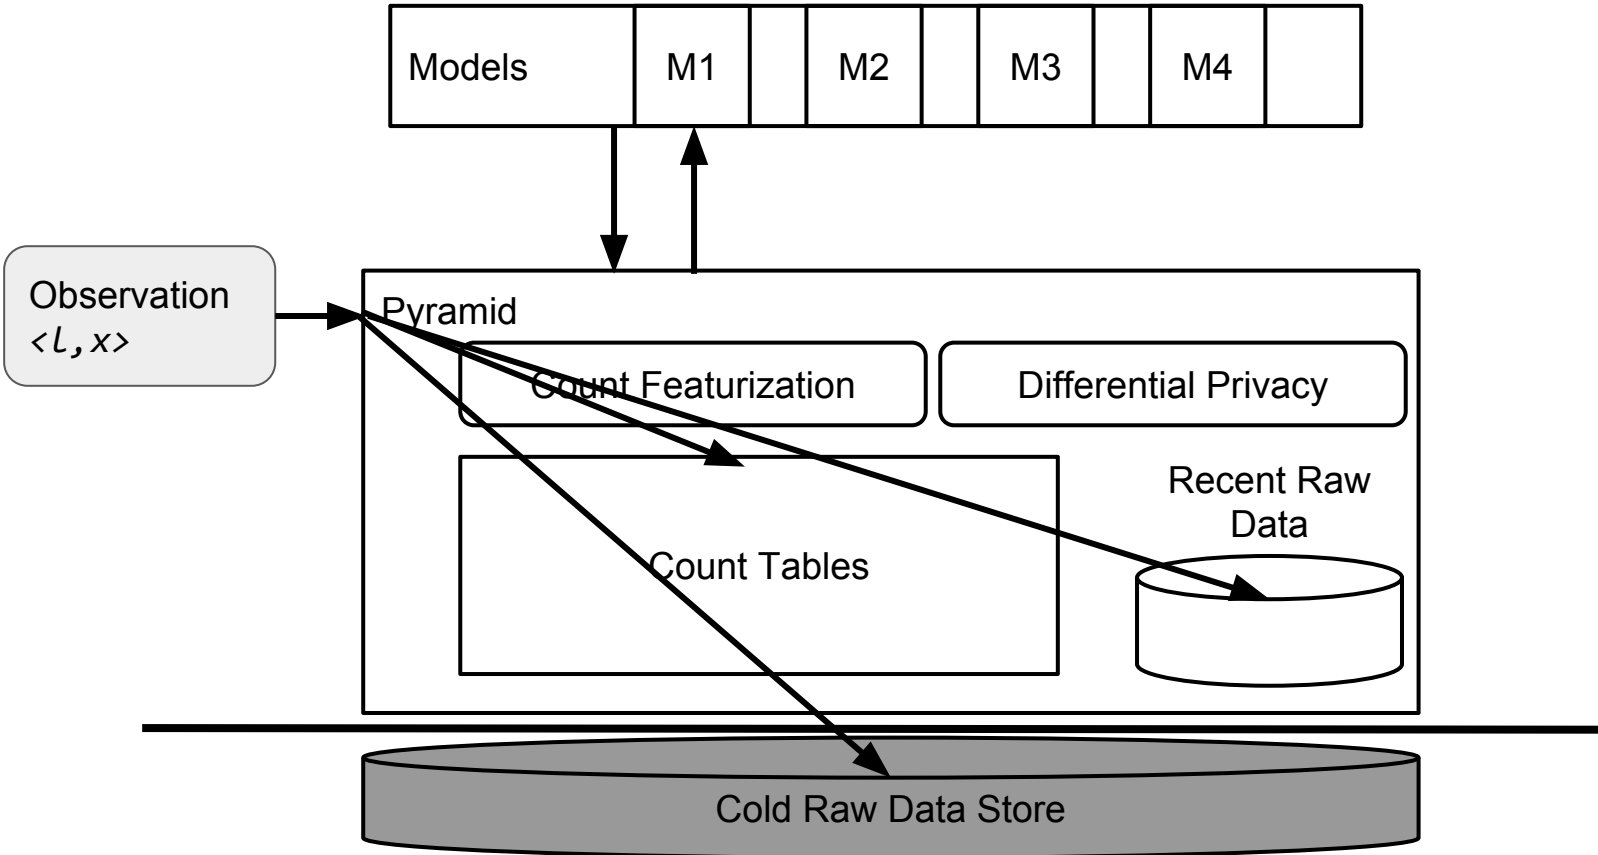 Models M1 M2 M3 M4
Observation
<l,x>
Pyramid
Count Featurization
Differential Privacy
Recent Raw
Data
Count Tables
Cold Raw Data Store